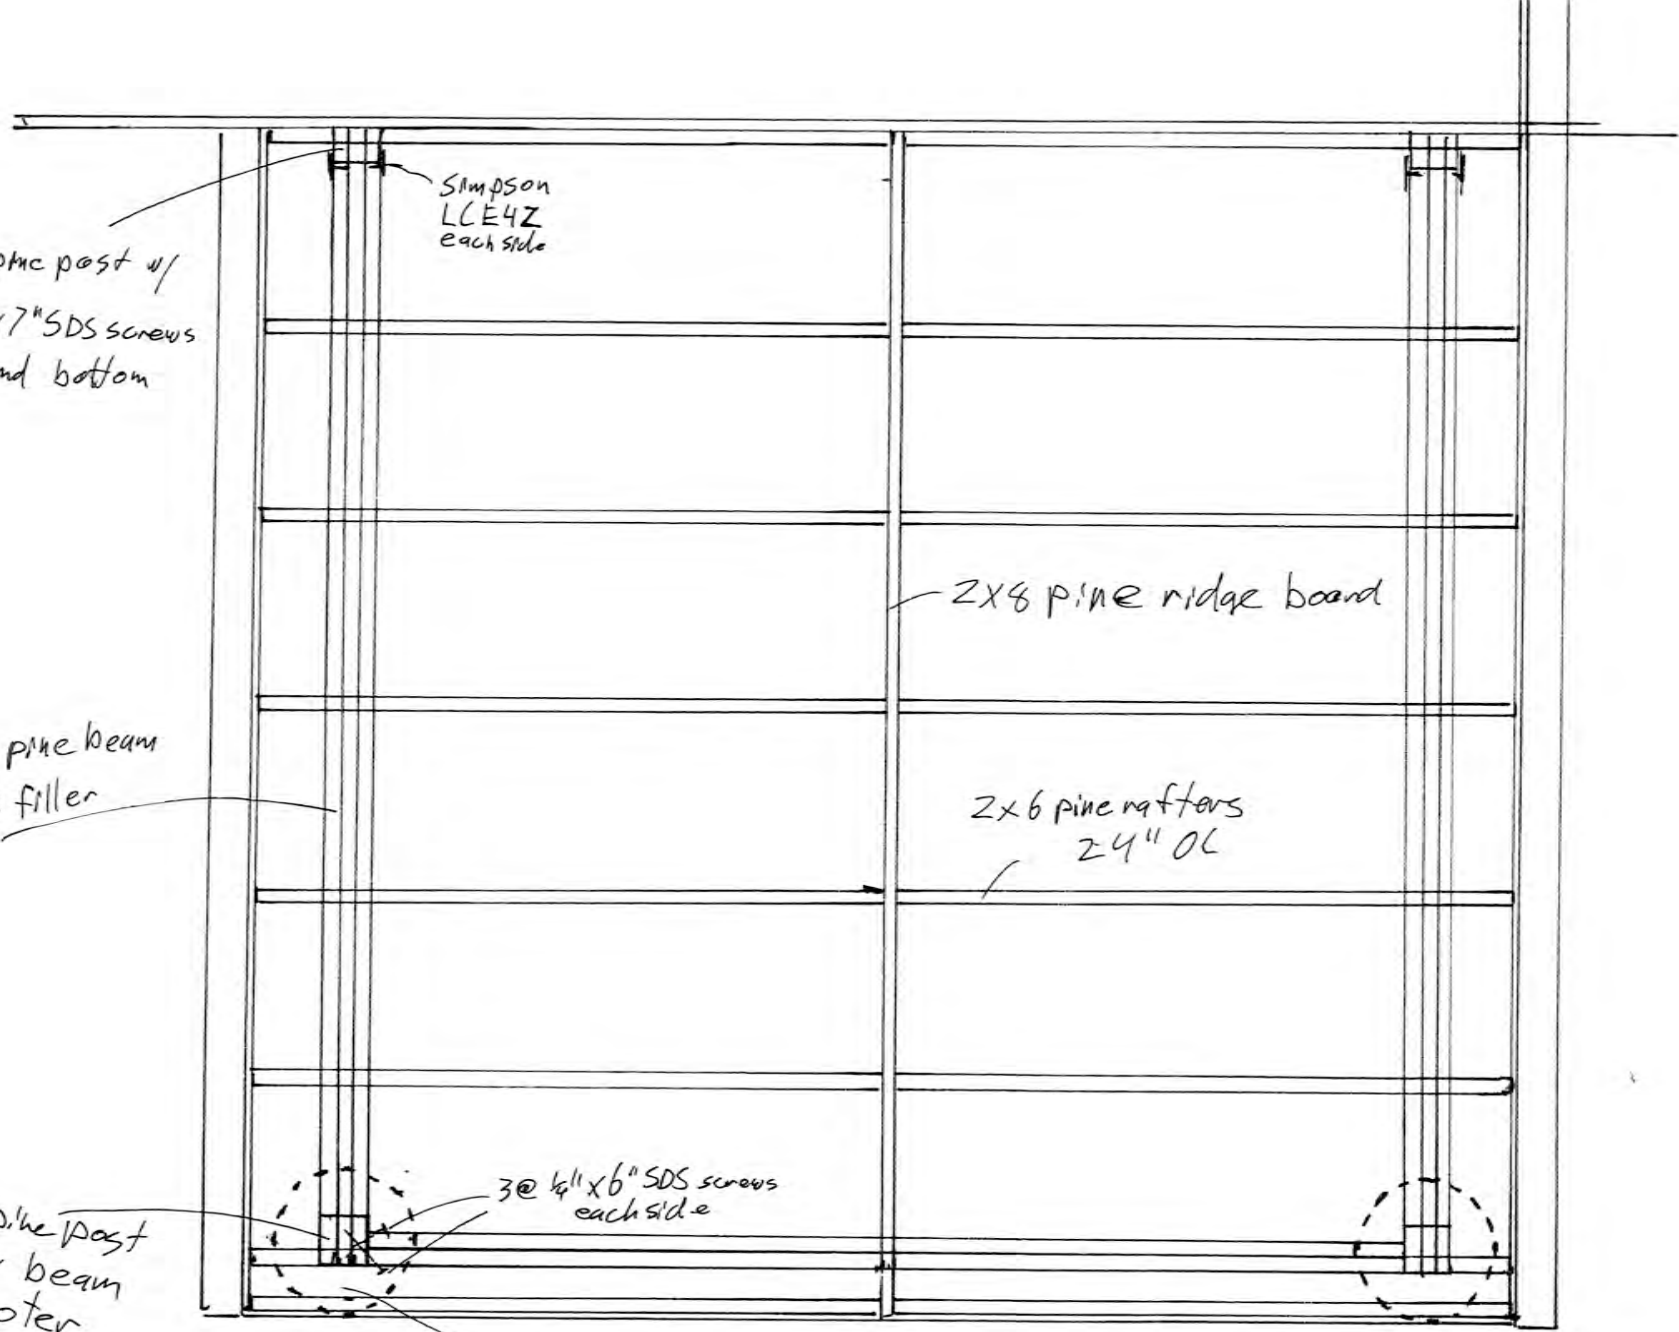 Simpson
LCE4Z
each side
post w/
7" SDS screws
bottom
2x8 pine ridge board
pine beam
filler
2x6 pine rafters
24" OC
3@ 1/4" x 6" SDS screws
each side
post
beam